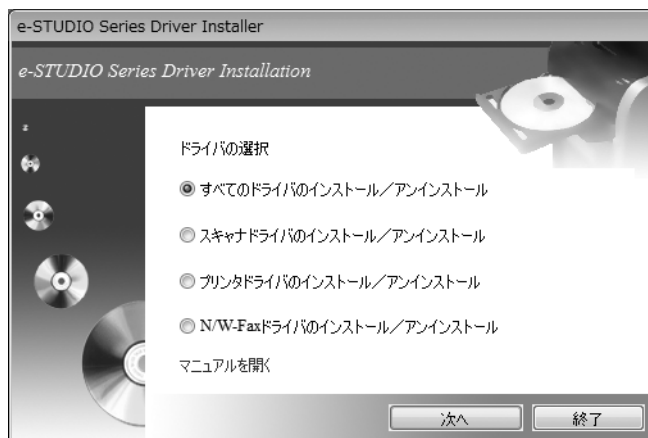 e-STUDIO Series Driver Installer
e-STUDIO Series Driver Installation
ドライバの選択
すべてのドライバのインストール／アンインストール
スキャナドライバのインストール／アンインストール
プリンタドライバのインストール／アンインストール
N/W-Faxドライバのインストール／アンインストール
マニュアルを開く
次へ
終了